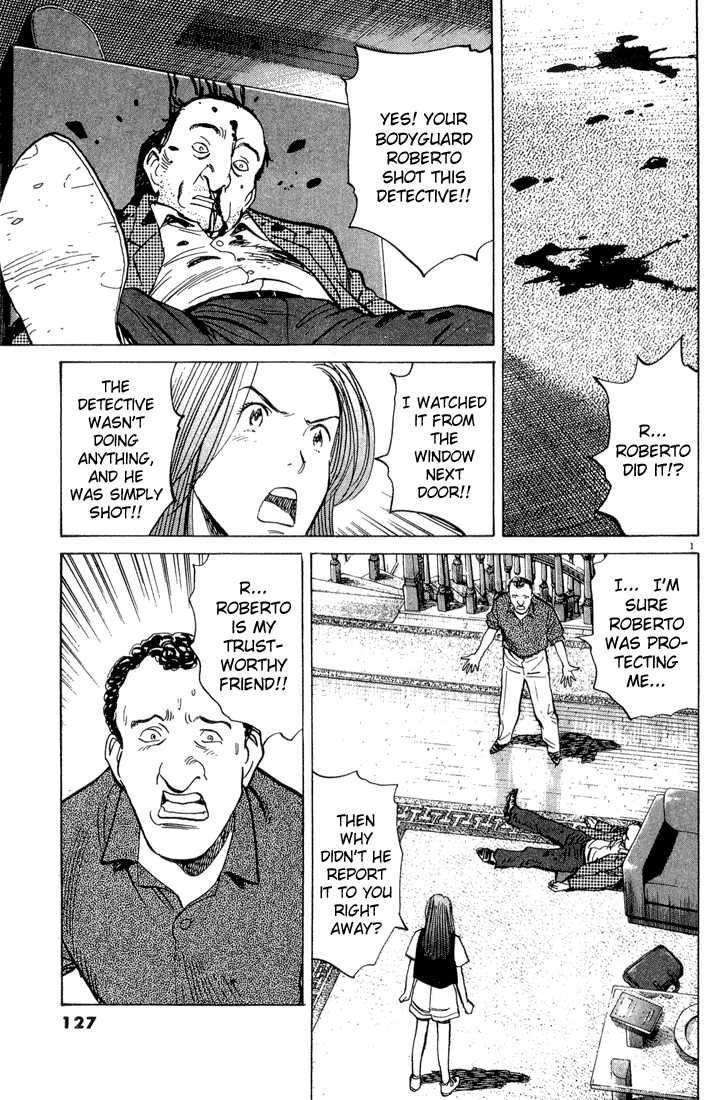 R...
ROBERTO
DID IT!?
YES! YOUR
BODYGUARD
ROBERTO
SHOT THIS
DETECTIVE!!
I WATCHED
IT FROM
THE
WINDOW
NEXT
DOOR!!
THE
DETECTIVE
WASN'T
DOING
ANYTHING,
AND HE
WAS SIMPLY
SHOT!!
1
I... I'M
SURE
ROBERTO
WAS PRO-
TECTING
ME...
THEN
WHY
DIDN'T HE
REPORT
IT TO YOU
RIGHT
AWAY?
R...
ROBERTO
IS MY
TRUST-
WORTHY
FRIEND!!
127